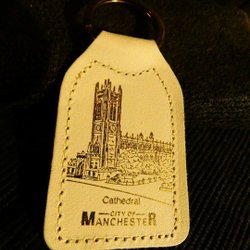 Cathedral
CITY OF
MANCHESTER